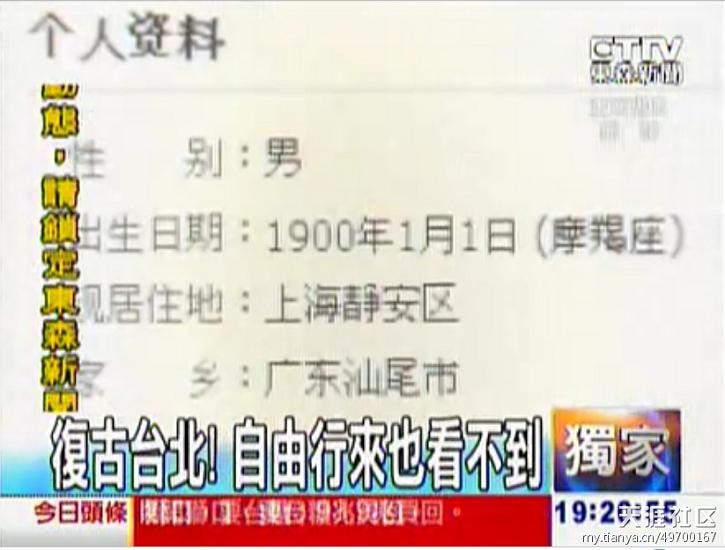 个人资料
ETTV
東森新聞
動態，請鎖定東森新聞
性 别：男
出生日期：1900年1月1日 (摩羯座)
现居住地：上海静安区
家 乡：广东汕尾市
復古台北! 自由行來也看不到
獨家
今日頭條
19:26:55
天涯社区
my.tianya.cn/49700167